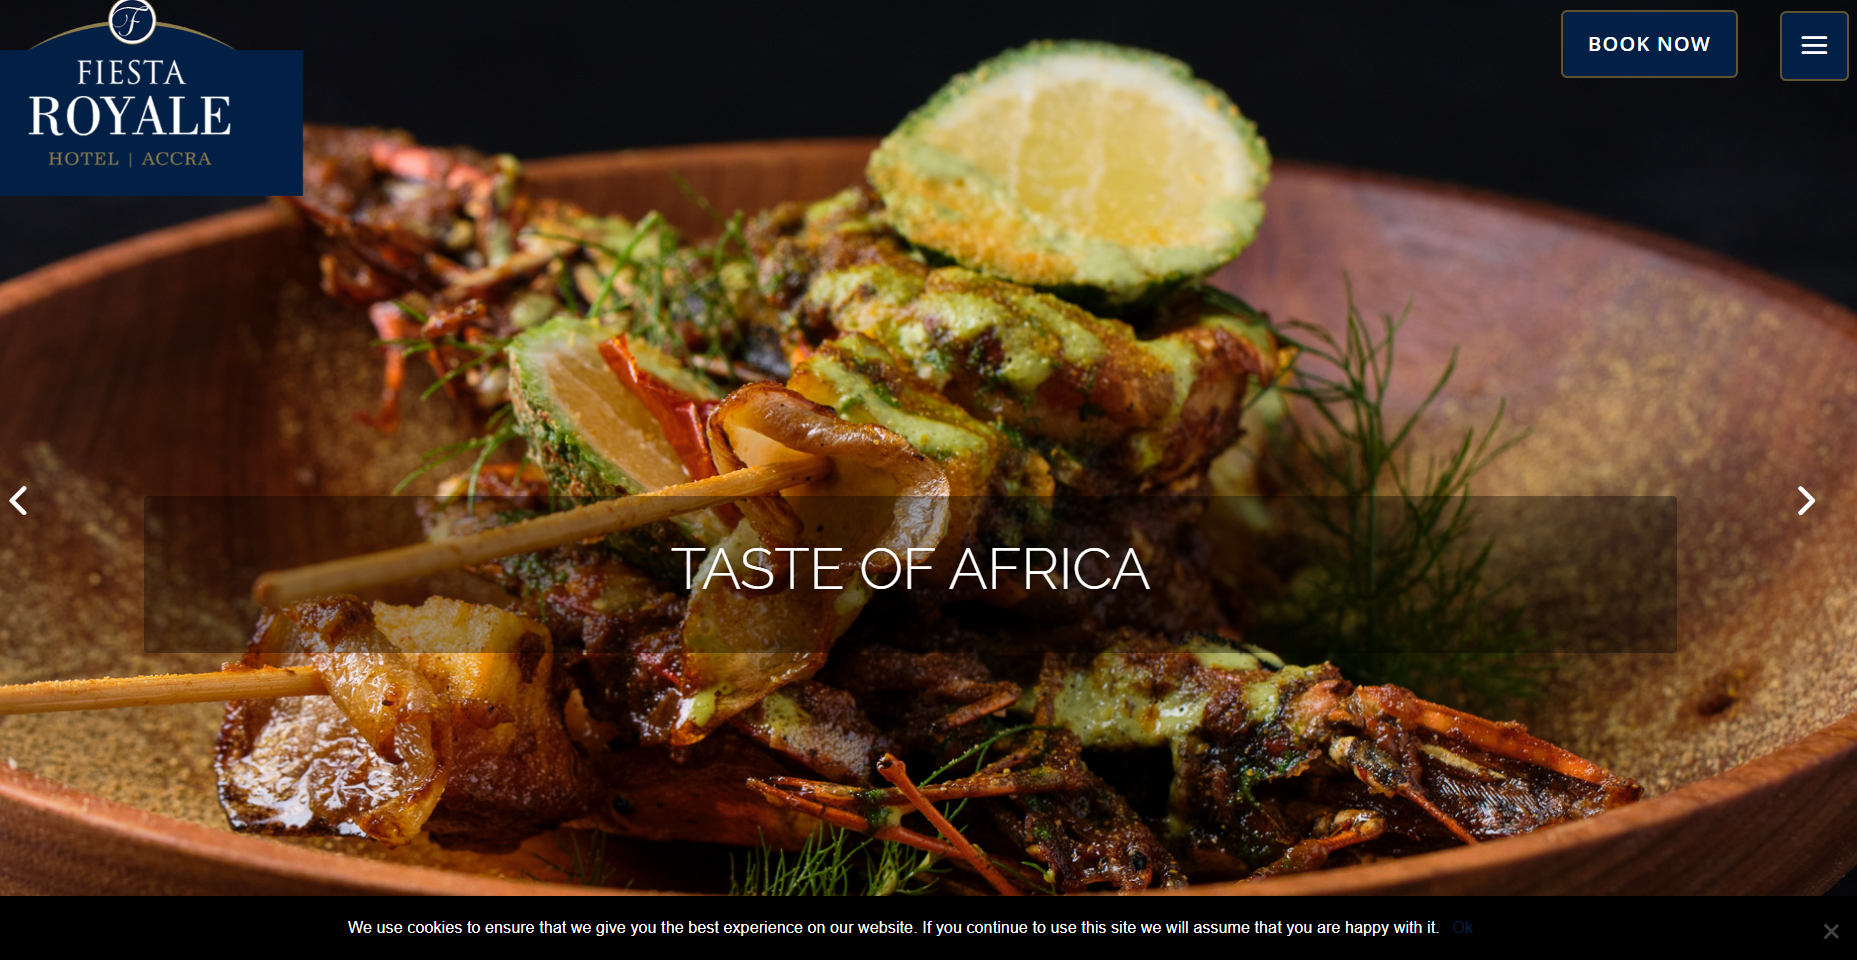 F
FIESTA
ROYALE
HOTEL | ACCRA
BOOK NOW
TASTE OF AFRICA
We use cookies to ensure that we give you the best experience on our website. If you continue to use this site we will assume that you are happy with it. Ok